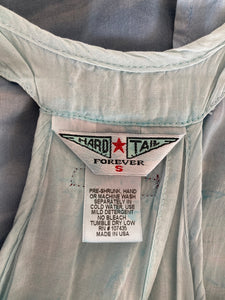 HARD TAIL
FOREVER
S
PRE-SHRUNK, HAND
OR MACHINE WASH
SEPARATELY IN
COLD WATER, USE
MILD DETERGENT
NO BLEACH
TUMBLE DRY LOW
RN # 107435
MADE IN USA